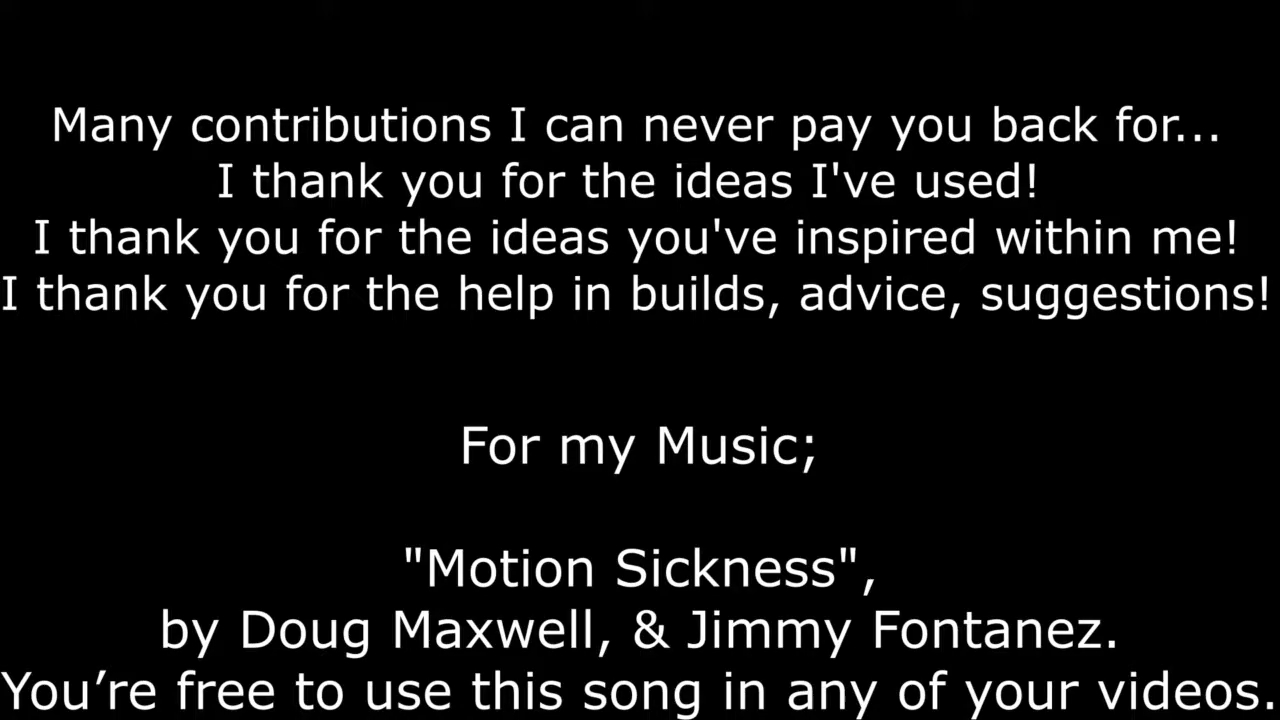 Many contributions I can never pay you back for...
I thank you for the ideas I've used!
I thank you for the ideas you've inspired within me!
I thank you for the help in builds, advice, suggestions!
For my Music;
"Motion Sickness",
by Doug Maxwell, & Jimmy Fontanez.
You’re free to use this song in any of your videos.